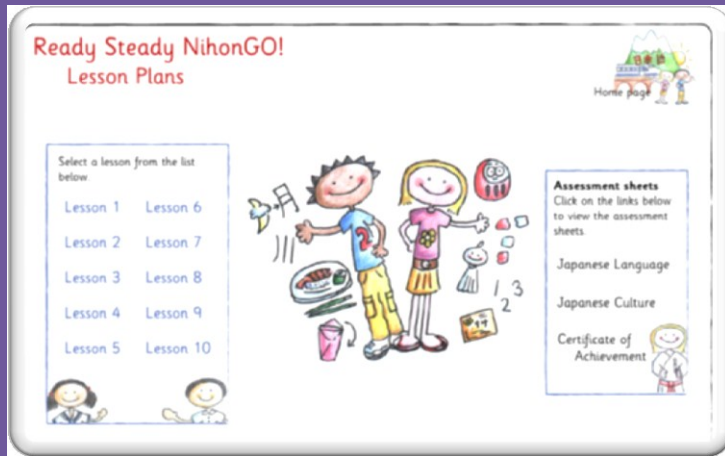 Ready Steady NihonGO!
Lesson Plans
Home page
Select a lesson from the list
below
Lesson 1 Lesson 6
Lesson 2 Lesson 7
Lesson 3 Lesson 8
Lesson 4 Lesson 9
Lesson 5 Lesson 10
1 3
2
Assessment sheets
Click on the links below
to view the assessment
sheets.
Japanese Language
Japanese Culture
Certificate of
Achievement